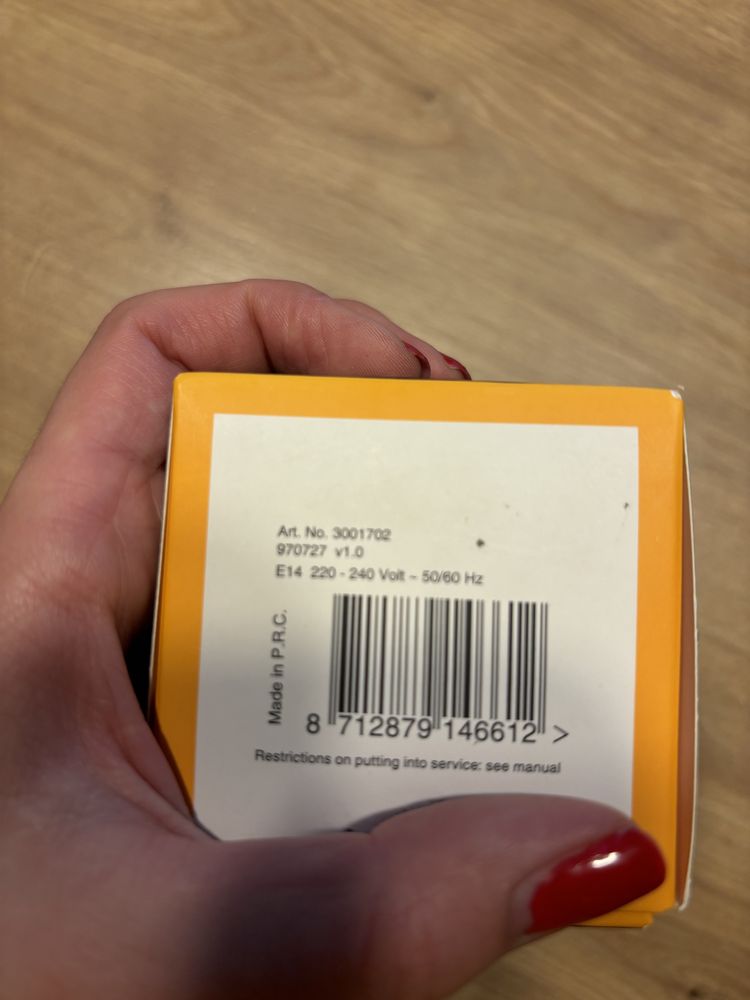 Art. No. 3001702
970727 v1.0
E14 220 - 240 Volt ~ 50/60 Hz
Made in P.R.C.
8 712879 146612 >
Restrictions on putting into service: see manual